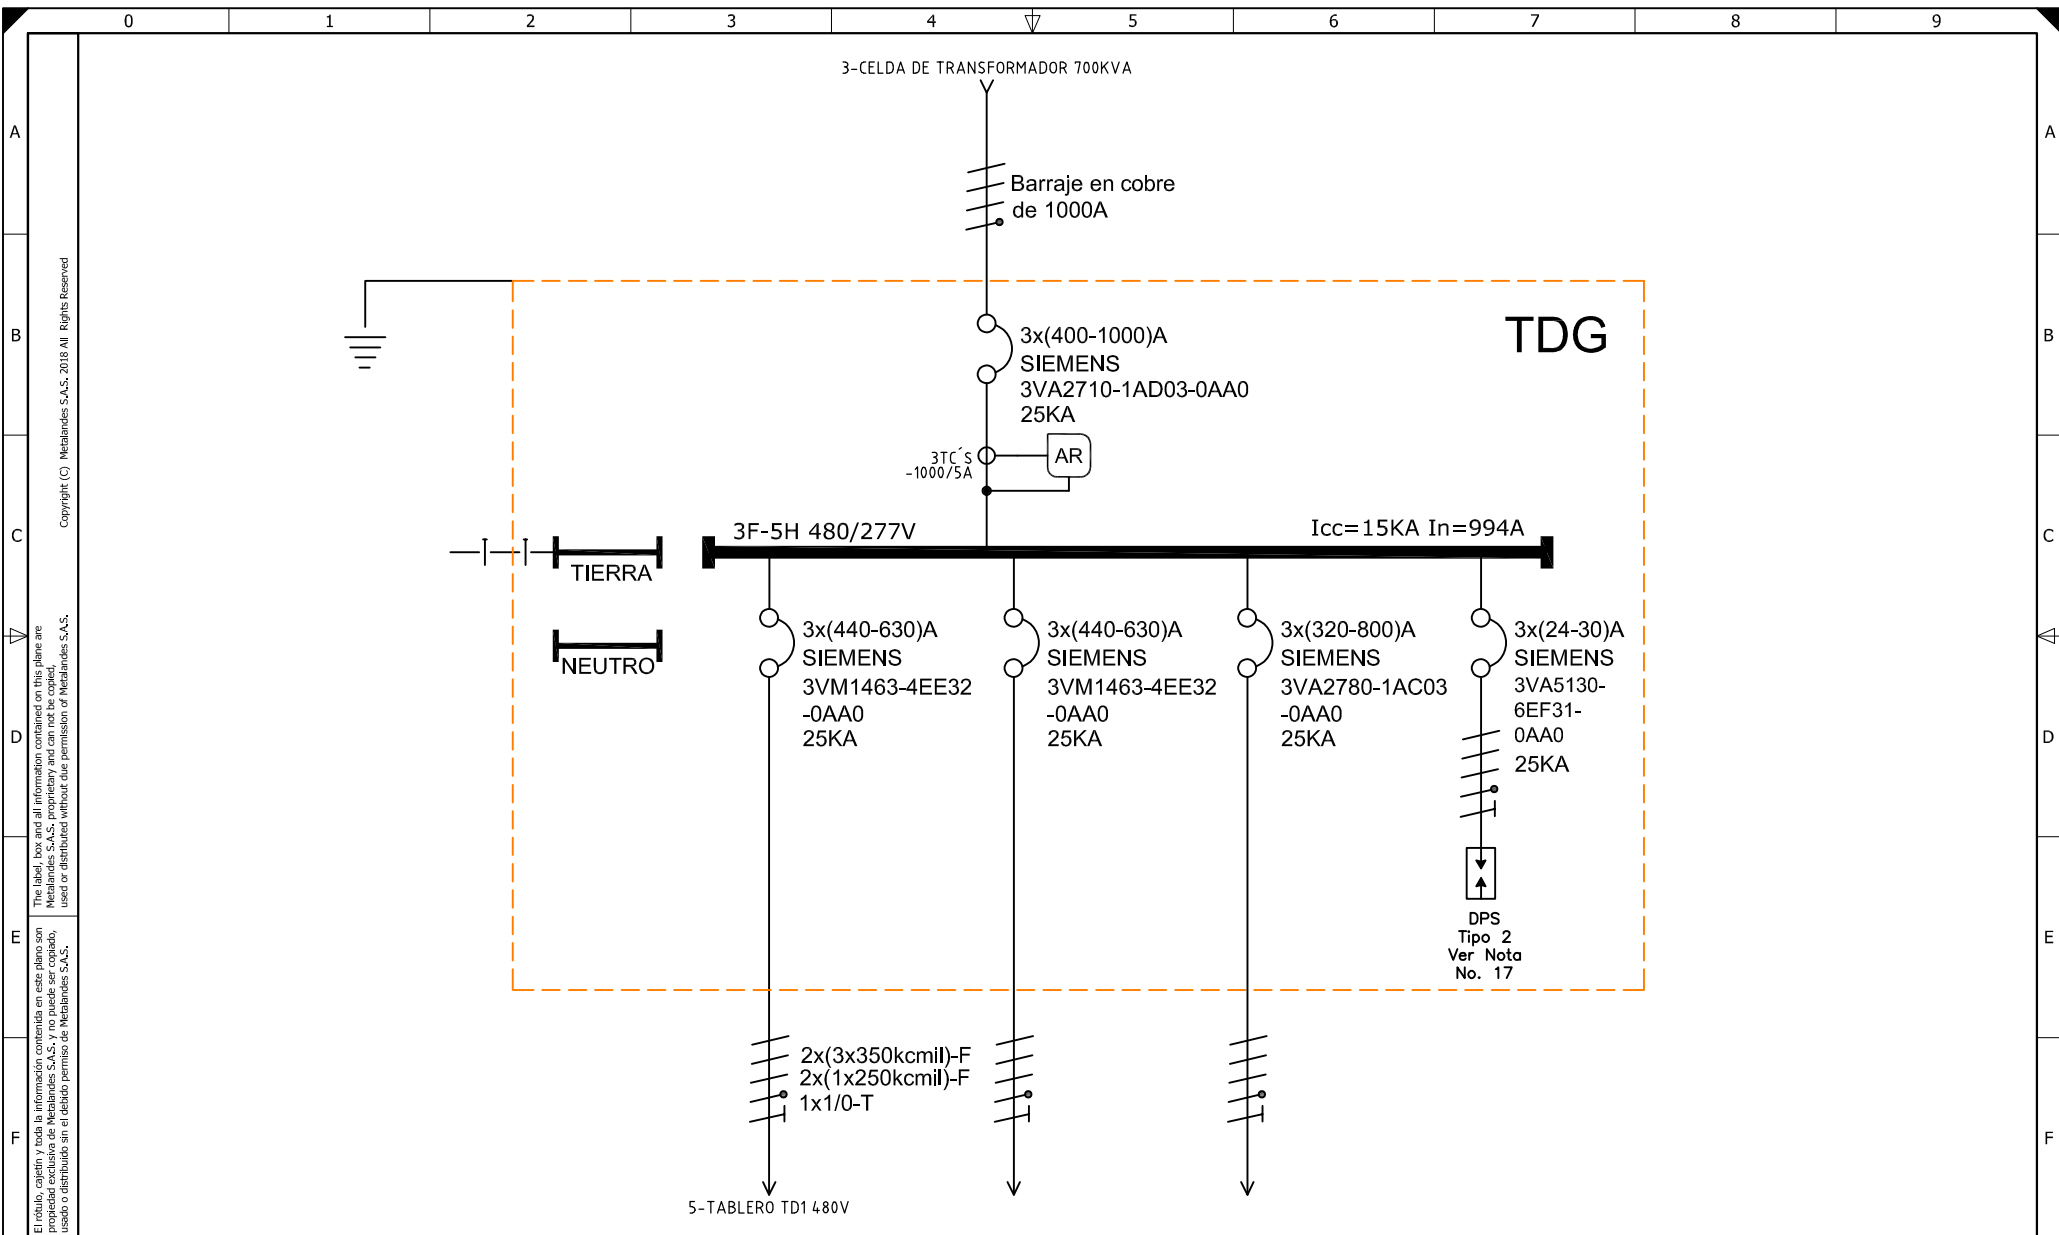 0 1 2 3 4 5 6 7 8 9
3-CELDA DE TRANSFORMADOR 700KVA
A A
Barraje en cobre
de 1000A
B B
TDG
3x(400-1000)A
SIEMENS
3VA2710-1AD03-0AA0
25KA
3TC´S
-1000/5A
AR
C C
3F-5H 480/277V
Icc=15KA In=994A
TIERRA
NEUTRO
3x(440-630)A
SIEMENS
3VM1463-4EE32
-0AA0
25KA
3x(440-630)A
SIEMENS
3VM1463-4EE32
-0AA0
25KA
3x(320-800)A
SIEMENS
3VA2780-1AC03
-0AA0
25KA
3x(24-30)A
SIEMENS
3VA5130-
6EF31-
0AA0
25KA
D D
DPS
Tipo 2
Ver Nota
No. 17
E E
2x(3x350kcmil)-F
2x(1x250kcmil)-F
1x1/0-T
F F
5-TABLERO TD1 480V
Copyright (C) Metalandes S.A.S. 2018 All Rights Reserved
The label, box and all information contained on this plane are
Metalandes S.A.S. proprietary and can not be copied,
used or distributed without due permission of Metalandes S.A.S.
El rótulo, cajetín y toda la información contenida en este plano son
propiedad exclusiva de Metalandes S.A.S. y no puede ser copiado,
usado o distribuido sin el debido permiso de Metalandes S.A.S.